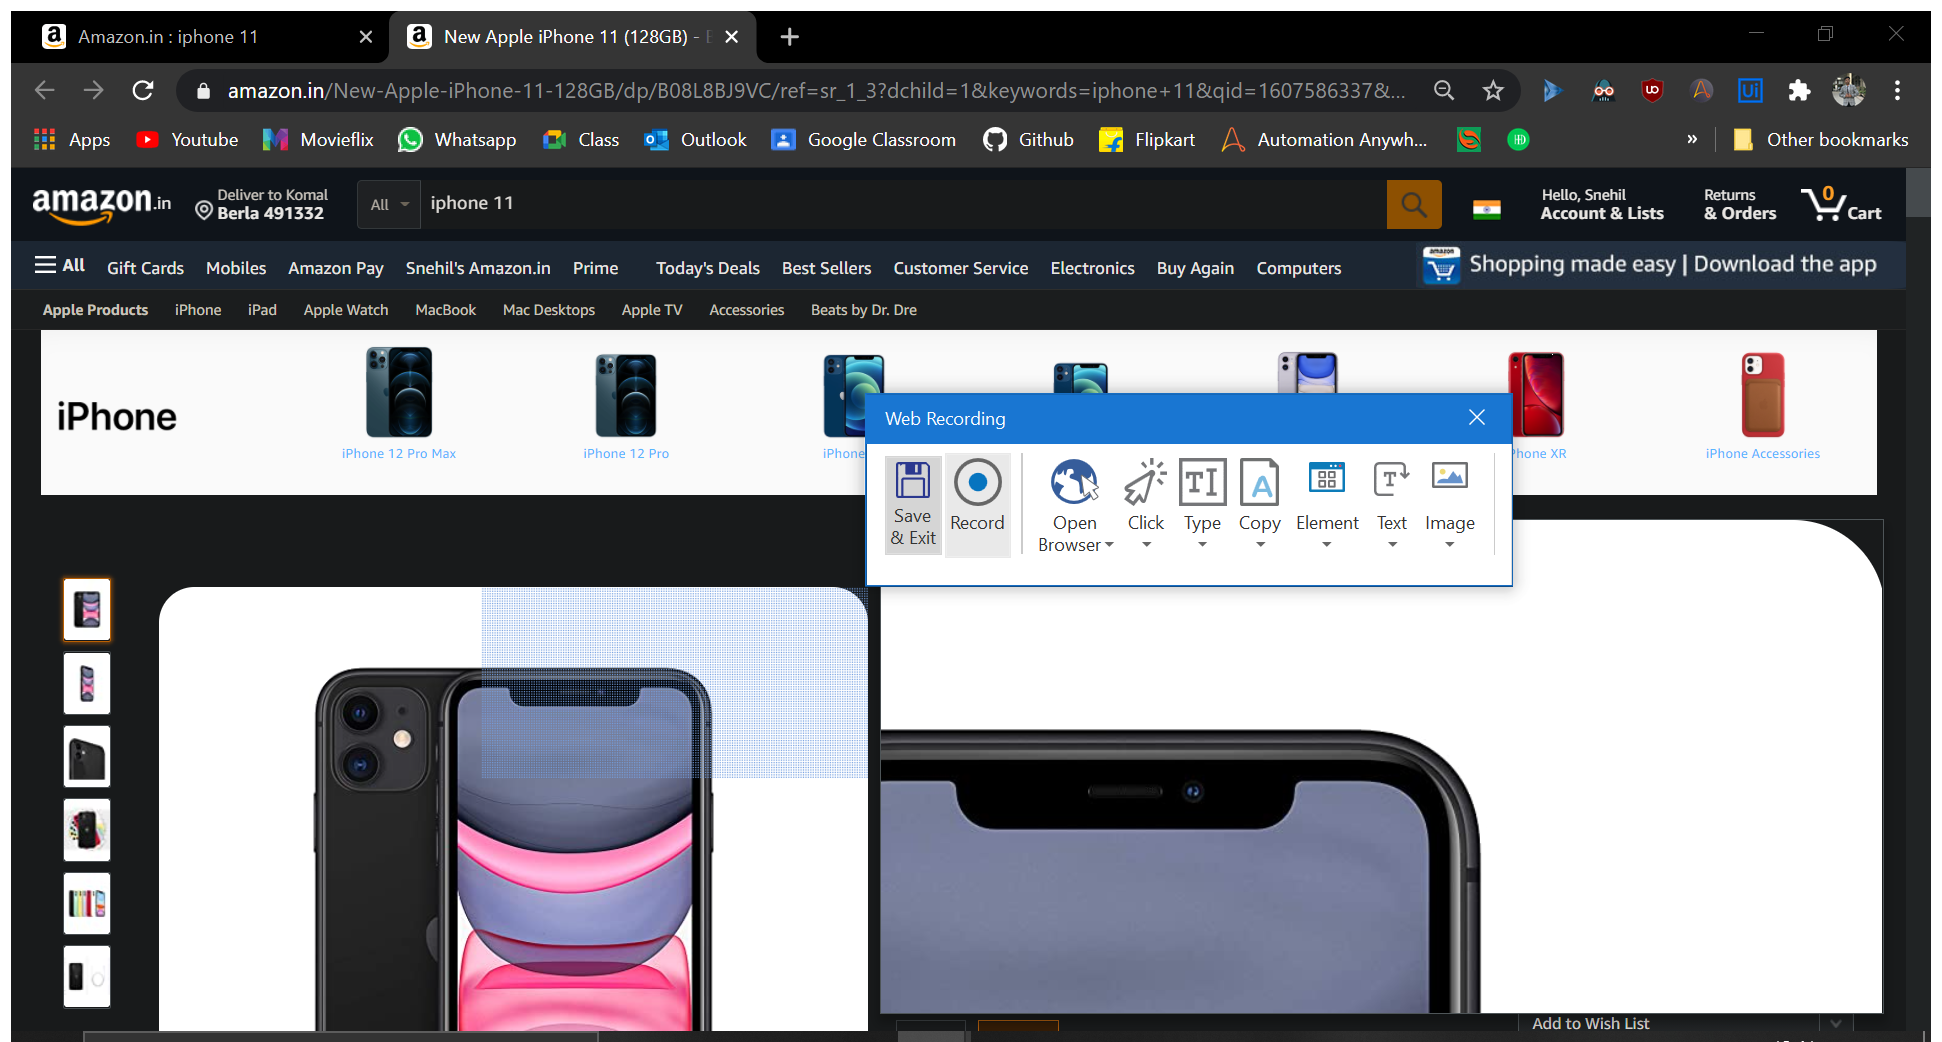 Amazon.in : iphone 11
New Apple iPhone 11 (128GB) -
amazon.in/New-Apple-iPhone-11-128GB/dp/B08L8BJ9VC/ref=sr_1_3?dchild=1&keywords=iphone+11&qid=1607586337&...
Apps Youtube Movieflix Whatsapp Class Outlook Google Classroom Github Flipkart Automation Anywh... » Other bookmarks
amazon.in
Deliver to Komal
Berla 491332
All
iphone 11
Hello, Snehil
Account & Lists
Returns
& Orders
0
Cart
All Gift Cards Mobiles Amazon Pay Snehil's Amazon.in Prime Today's Deals Best Sellers Customer Service Electronics Buy Again Computers
Shopping made easy | Download the app
Apple Products iPhone iPad Apple Watch MacBook Mac Desktops Apple TV Accessories Beats by Dr. Dre
iPhone
iPhone 12 Pro Max
iPhone 12 Pro
iPhone
Phone XR
iPhone Accessories
Web Recording
Save
& Exit
Record
Open
Browser
Click
Type
Copy
Element
Text
Image
Add to Wish List